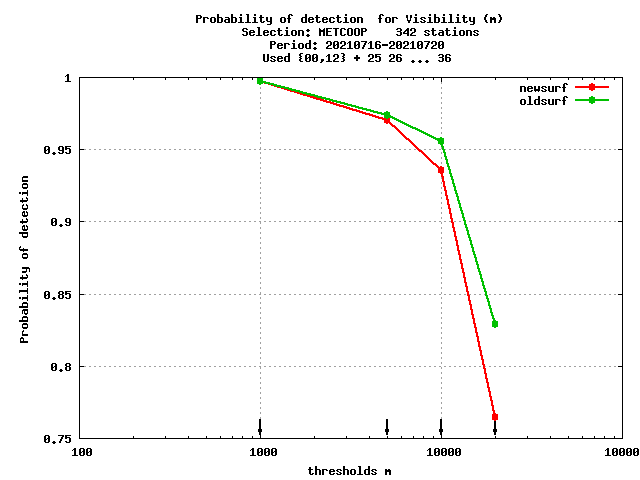 Probability of detection  for Visibility (m)
Selection: METCOOP    342 stations
Period: 20210716-20210720
Used {00,12} + 25 26 ... 36
newsurf
oldsurf
1
0.95
0.9
0.85
0.8
0.75
Probability of detection
100
1000
10000
10000
thresholds m